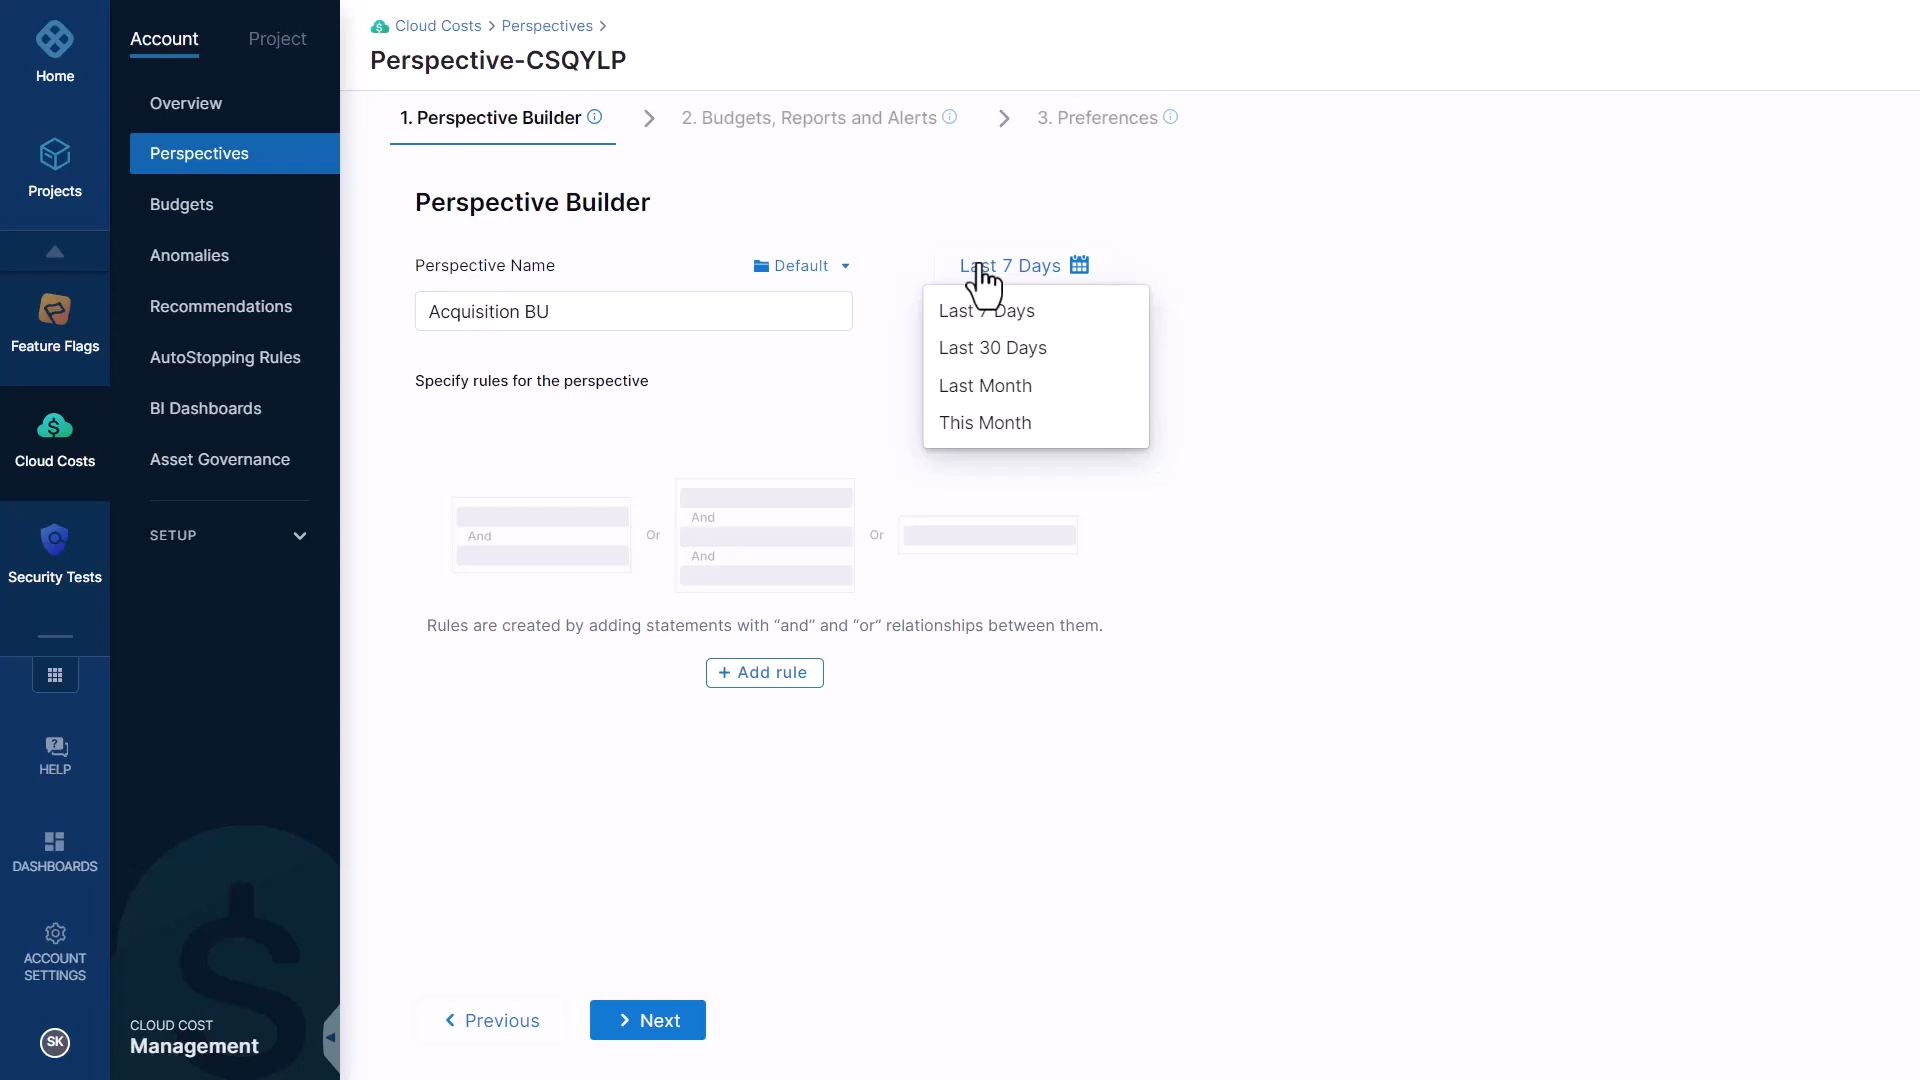 Home
Projects
Feature Flags
Cloud Costs
Security Tests
HELP
DASHBOARDS
ACCOUNT
SETTINGS
SK
Account Project
Overview
Perspectives
Budgets
Anomalies
Recommendations
AutoStopping Rules
BI Dashboards
Asset Governance
SETUP
CLOUD COST
Management
Cloud Costs > Perspectives >
Perspective-CSQYLP
1. Perspective Builder > 2. Budgets, Reports and Alerts > 3. Preferences
Perspective Builder
Perspective Name Default Last 7 Days
Acquisition BU
Last 7 Days
Last 30 Days
Last Month
This Month
Specify rules for the perspective
And Or And And Or
Rules are created by adding statements with “and” and “or” relationships between them.
+ Add rule
< Previous > Next